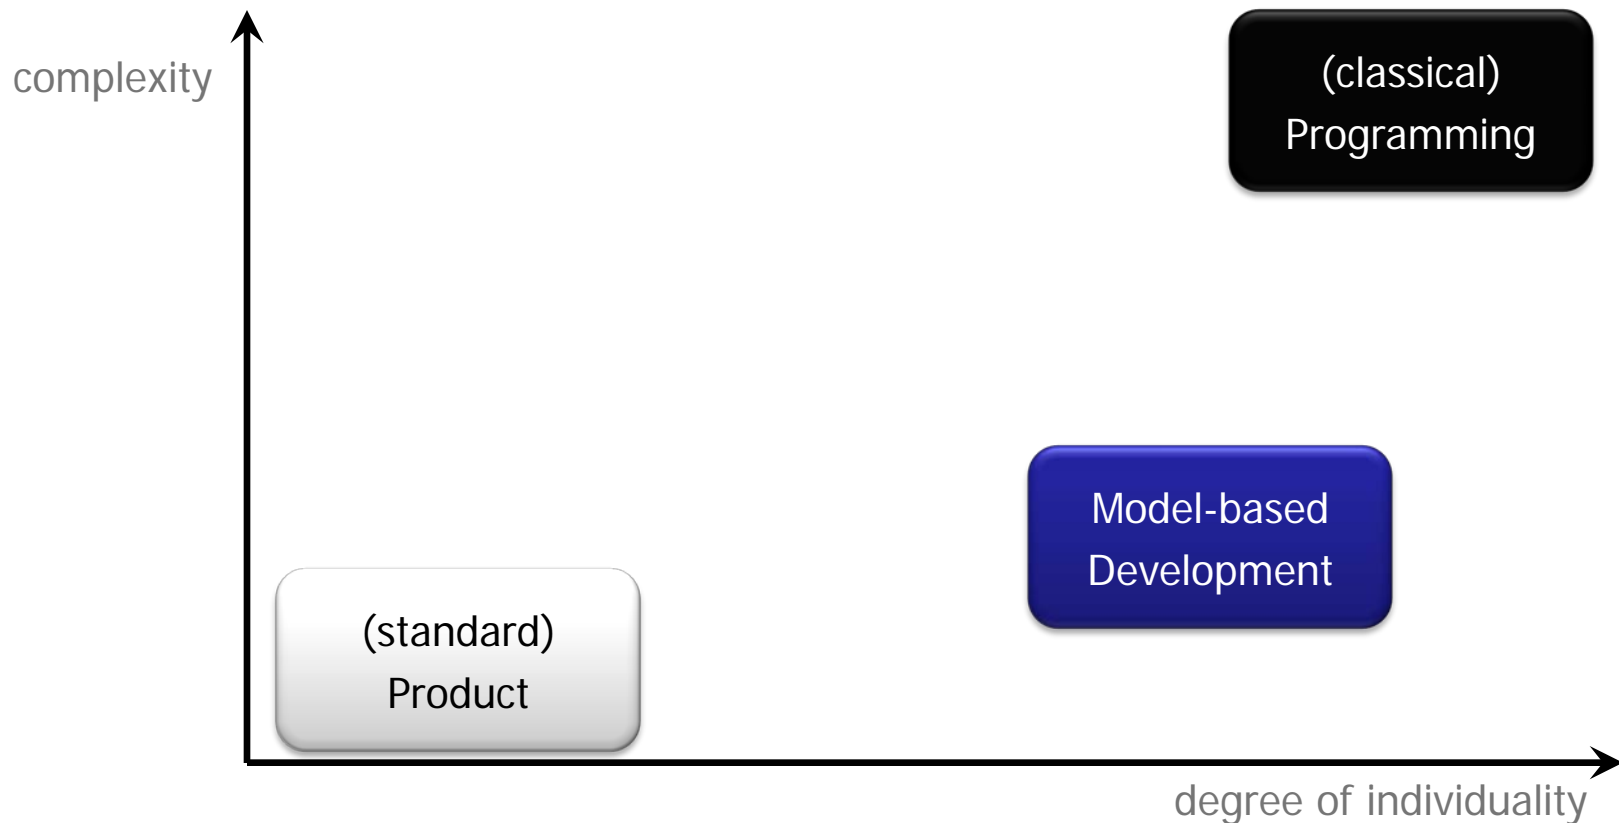 complexity
(classical)
Programming
Model-based
Development
(standard)
Product
degree of individuality